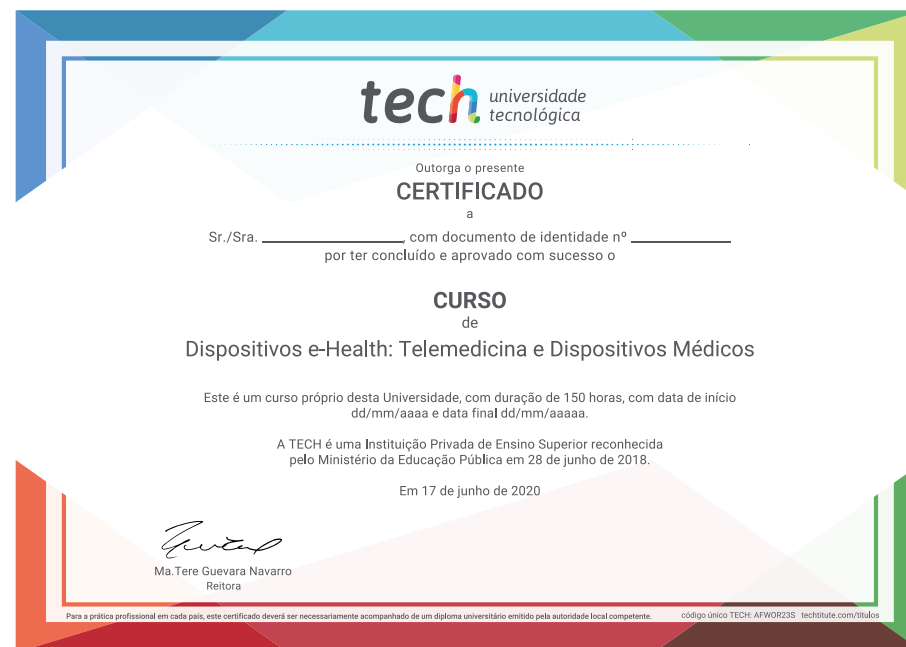 tech universidade
tecnológica
Outorga o presente
CERTIFICADO
a
Sr./Sra. ________________, com documento de identidade nº ____________
por ter concluído e aprovado com sucesso o
CURSO
de
Dispositivos e-Health: Telemedicina e Dispositivos Médicos
Este é um curso próprio desta Universidade, com duração de 150 horas, com data de início
dd/mm/aaaa e data final dd/mm/aaaaa.
A TECH é uma Instituição Privada de Ensino Superior reconhecida
pelo Ministério da Educação Pública em 28 de junho de 2018.
Em 17 de junho de 2020
Ma.Tere Guevara Navarro
Reitora
Para a prática profissional em cada país, este certificado deverá ser necessariamente acompanhado de um diploma universitário emitido pela autoridade local competente.
código único TECH: AFWOR23S techtitute.com/titulos